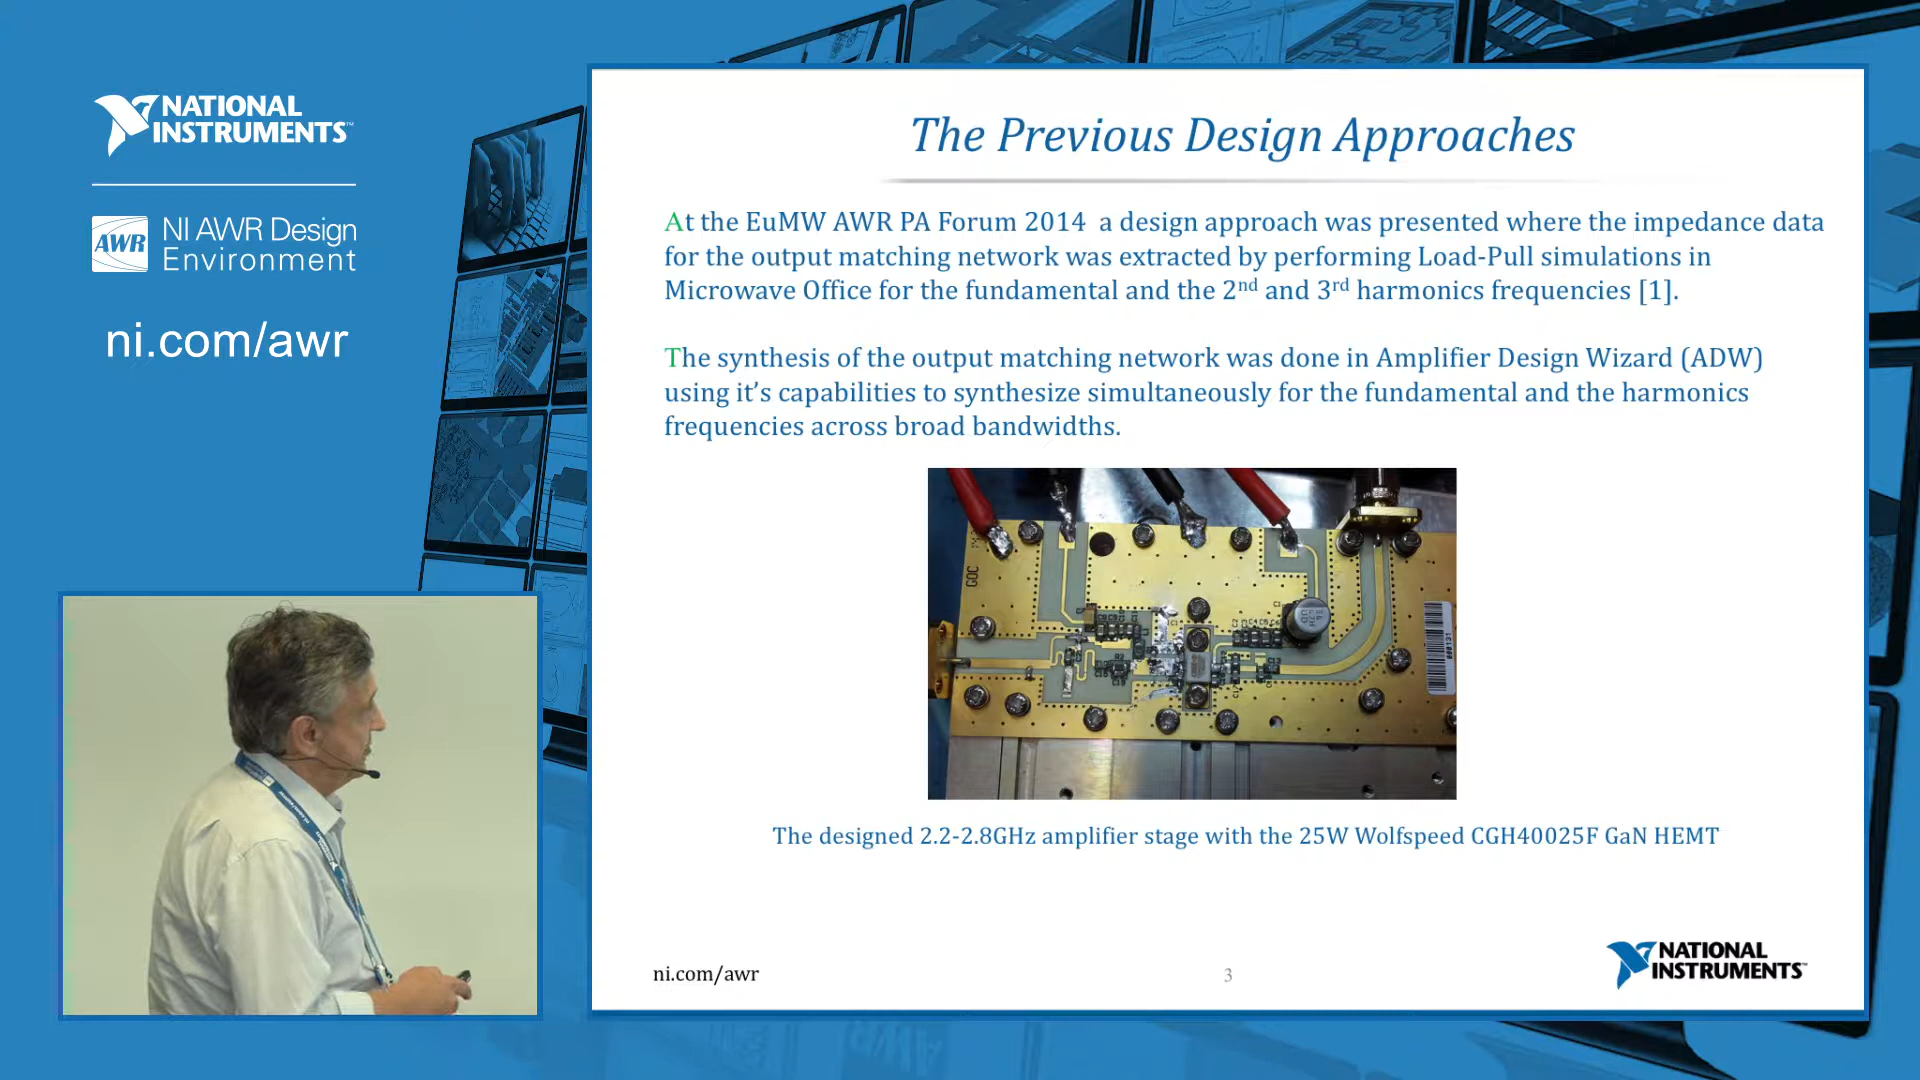 NATIONAL
INSTRUMENTS™
AWR
NI AWR Design
Environment
ni.com/awr
The Previous Design Approaches
At the EuMW AWR PA Forum 2014 a design approach was presented where the impedance data
for the output matching network was extracted by performing Load-Pull simulations in
Microwave Office for the fundamental and the 2nd and 3rd harmonics frequencies [1].
The synthesis of the output matching network was done in Amplifier Design Wizard (ADW)
using it’s capabilities to synthesize simultaneously for the fundamental and the harmonics
frequencies across broad bandwidths.
The designed 2.2-2.8GHz amplifier stage with the 25W Wolfspeed CGH40025F GaN HEMT
ni.com/awr
3
NATIONAL
INSTRUMENTS™